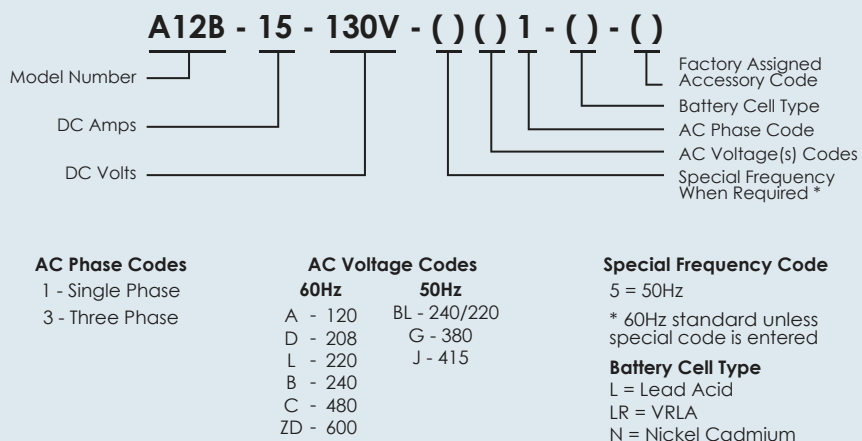 A12B - 15 - 130V - ( ) ( ) 1 - ( ) - ( )
Model Number
DC Amps
DC Volts
Factory Assigned
Accessory Code
Battery Cell Type
AC Phase Code
AC Voltage(s) Codes
Special Frequency
When Required *
AC Phase Codes
1 - Single Phase
3 - Three Phase
AC Voltage Codes
60Hz
A - 120
D - 208
L - 220
B - 240
C - 480
ZD - 600
50Hz
BL - 240/220
G - 380
J - 415
Special Frequency Code
5 = 50Hz
* 60Hz standard unless
special code is entered
Battery Cell Type
L = Lead Acid
LR = VRLA
N = Nickel Cadmium